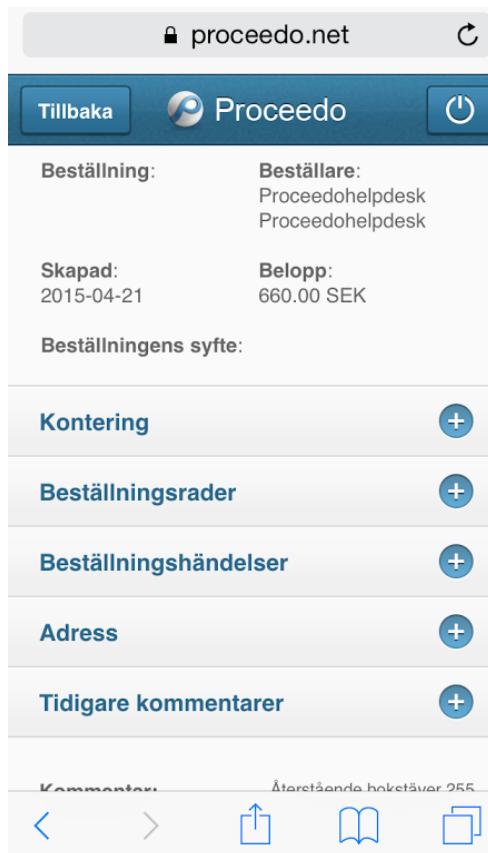 proceedo.net
Tillbaka
Proceedo
Beställning:
Beställare:
Proceedohelpdesk
Proceedohelpdesk
Skapad:
2015-04-21
Belopp:
660.00 SEK
Beställningens syfte:
Kontering
Beställningsrader
Beställningshändelser
Adress
Tidigare kommentarer
Kommentar:
Återstående bokstäver 255